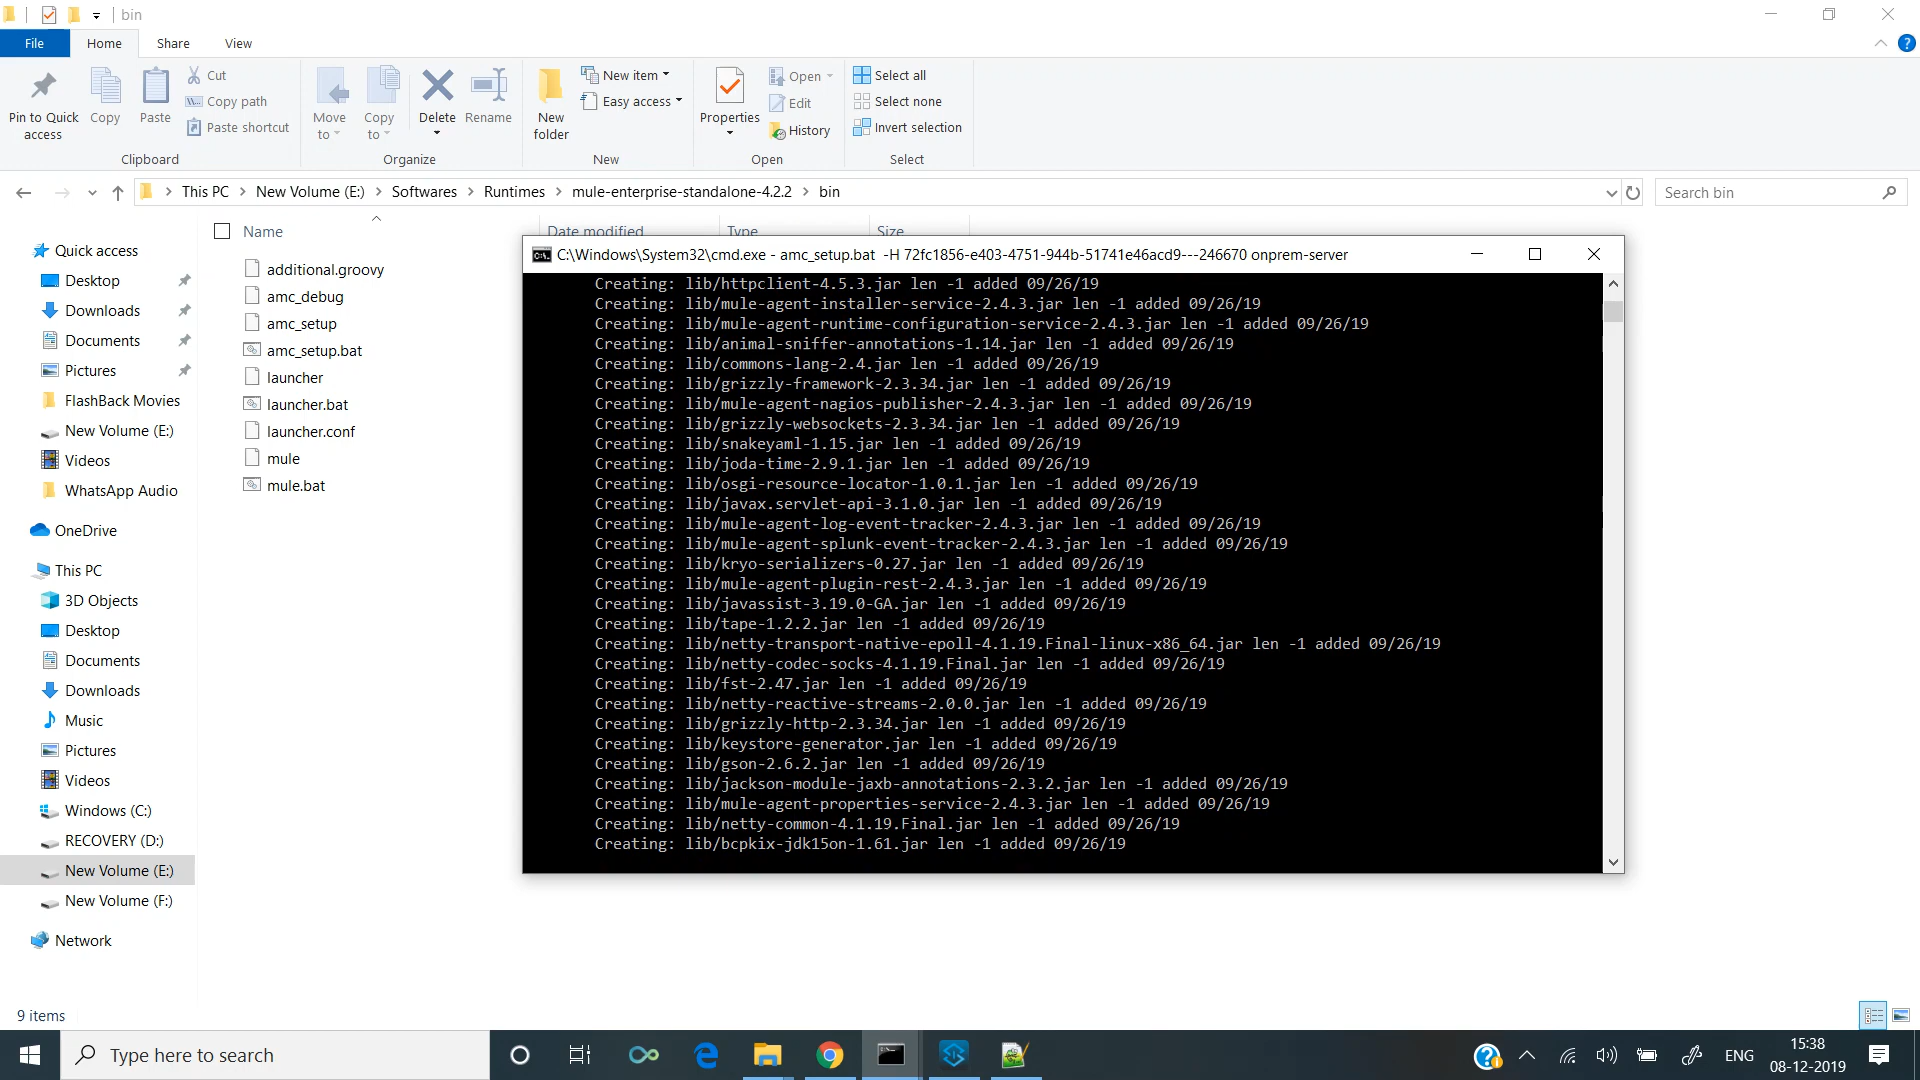 bin
File
Home
Share
View
Pin to Quick access
Copy
Paste
Cut
Copy path
Paste shortcut
Clipboard
Move to
Copy to
Delete
Rename
Organize
New folder
New item
Easy access
New
Properties
Open
Edit
History
Open
Select all
Select none
Invert selection
Select
This PC
New Volume (E:)
Softwares
Runtimes
mule-enterprise-standalone-4.2.2
bin
Search bin
Quick access
Desktop
Downloads
Documents
Pictures
FlashBack Movies
New Volume (E:)
Videos
WhatsApp Audio
OneDrive
This PC
3D Objects
Desktop
Documents
Downloads
Music
Pictures
Videos
Windows (C:)
RECOVERY (D:)
New Volume (E:)
New Volume (F:)
Network
Name
Date modified
Type
Size
additional.groovy
amc_debug
amc_setup
amc_setup.bat
launcher
launcher.bat
launcher.conf
mule
mule.bat
C:\Windows\System32\cmd.exe - amc_setup.bat -H 72fc1856-e403-4751-944b-51741e46acd9---246670 onprem-server
Creating: lib/httpclient-4.5.3.jar len -1 added 09/26/19
Creating: lib/mule-agent-installer-service-2.4.3.jar len -1 added 09/26/19
Creating: lib/mule-agent-runtime-configuration-service-2.4.3.jar len -1 added 09/26/19
Creating: lib/animal-sniffer-annotations-1.14.jar len -1 added 09/26/19
Creating: lib/commons-lang-2.4.jar len -1 added 09/26/19
Creating: lib/grizzly-framework-2.3.34.jar len -1 added 09/26/19
Creating: lib/mule-agent-nagios-publisher-2.4.3.jar len -1 added 09/26/19
Creating: lib/grizzly-websockets-2.3.34.jar len -1 added 09/26/19
Creating: lib/snakeyaml-1.15.jar len -1 added 09/26/19
Creating: lib/joda-time-2.9.1.jar len -1 added 09/26/19
Creating: lib/osgi-resource-locator-1.0.1.jar len -1 added 09/26/19
Creating: lib/javax.servlet-api-3.1.0.jar len -1 added 09/26/19
Creating: lib/mule-agent-log-event-tracker-2.4.3.jar len -1 added 09/26/19
Creating: lib/mule-agent-splunk-event-tracker-2.4.3.jar len -1 added 09/26/19
Creating: lib/kryo-serializers-0.27.jar len -1 added 09/26/19
Creating: lib/mule-agent-plugin-rest-2.4.3.jar len -1 added 09/26/19
Creating: lib/javassist-3.19.0-GA.jar len -1 added 09/26/19
Creating: lib/tape-1.2.2.jar len -1 added 09/26/19
Creating: lib/netty-transport-native-epoll-4.1.19.Final-linux-x86_64.jar len -1 added 09/26/19
Creating: lib/netty-codec-socks-4.1.19.Final.jar len -1 added 09/26/19
Creating: lib/fst-2.47.jar len -1 added 09/26/19
Creating: lib/netty-reactive-streams-2.0.0.jar len -1 added 09/26/19
Creating: lib/grizzly-http-2.3.34.jar len -1 added 09/26/19
Creating: lib/keystore-generator.jar len -1 added 09/26/19
Creating: lib/gson-2.6.2.jar len -1 added 09/26/19
Creating: lib/jackson-module-jaxb-annotations-2.3.2.jar len -1 added 09/26/19
Creating: lib/mule-agent-properties-service-2.4.3.jar len -1 added 09/26/19
Creating: lib/netty-common-4.1.19.Final.jar len -1 added 09/26/19
Creating: lib/bcpkix-jdk15on-1.61.jar len -1 added 09/26/19
9 items
Type here to search
ENG
15:38
08-12-2019